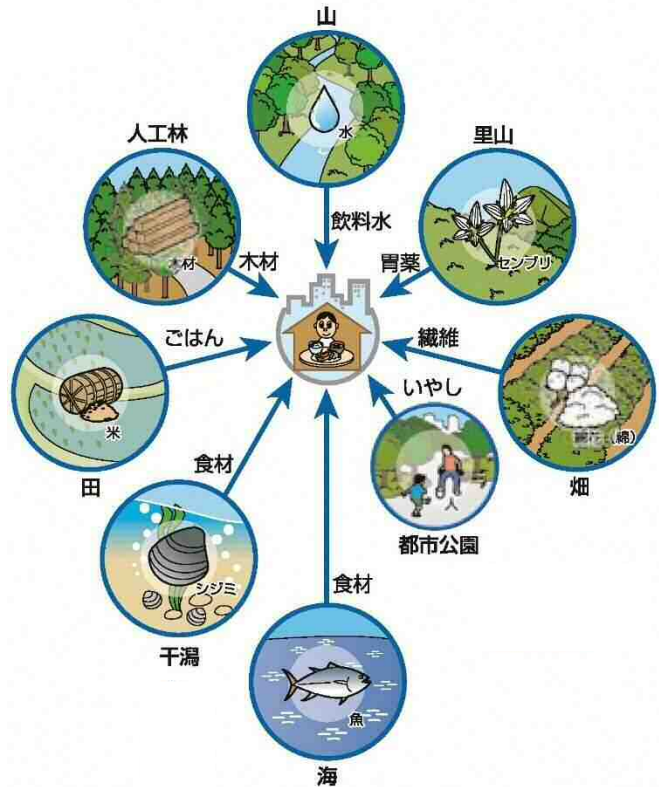 山
水
人工林
里山
飲料水
木材
木材
胃薬
センブリ
ごはん
繊維
いやし
米
綿花(綿)
田
食材
人
畑
都市公園
シジミ
食材
干潟
魚
海